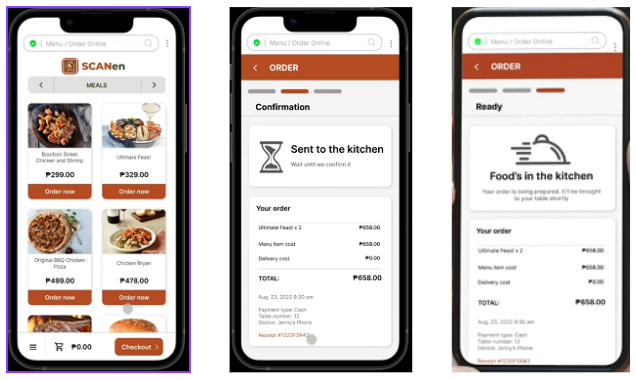 Menu / Order Online
SCANen
MEALS
Bourbon Street
Chicken and Shrimp
₱299.00
Order now
Ultimate Feast
₱329.00
Order now
Original BBQ Chicken
Pizza
₱499.00
Order now
Chicken Bryan
₱478.00
Order now
₱0.00
Checkout
Menu / Order Online
ORDER
Confirmation
Sent to the kitchen
Wait until we confirm it
Your order
Ultimate Feast x 2 ₱658.00
Menu item cost ₱658.00
Delivery cost ₱0.00
TOTAL: ₱658.00
Aug. 23, 2022 9:30 am
Payment type: Cash
Table number: 12
Device: Jenny's Phone
Receipt #122DFSR43
Menu / Order Online
ORDER
Ready
Food's in the kitchen
Your order is being prepared. It'll be brought
to your table shortly
Your order
Ultimate Feast x 2 ₱658.00
Menu item cost ₱658.00
Delivery cost ₱0.00
TOTAL: ₱658.00
Aug. 23, 2022 9:30 am
Payment type: Cash
Table number: 12
Device: Jenny's Phone
Receipt #122DFSR43